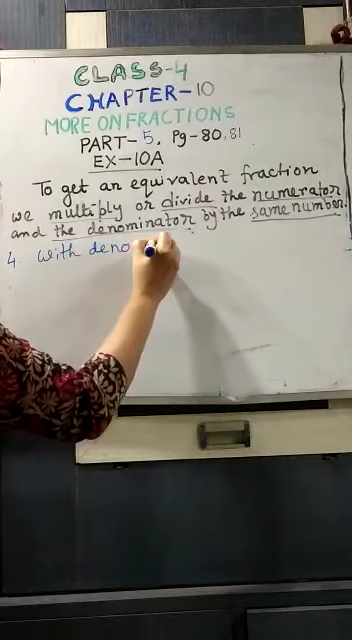 CLASS-4
CHAPTER-10
MORE ON FRACTIONS
PART-5, Pg-80,81
EX-10A
To get an equivalent fraction
we multiply or divide the numerator
and the denominator by the same number.
4. with deno